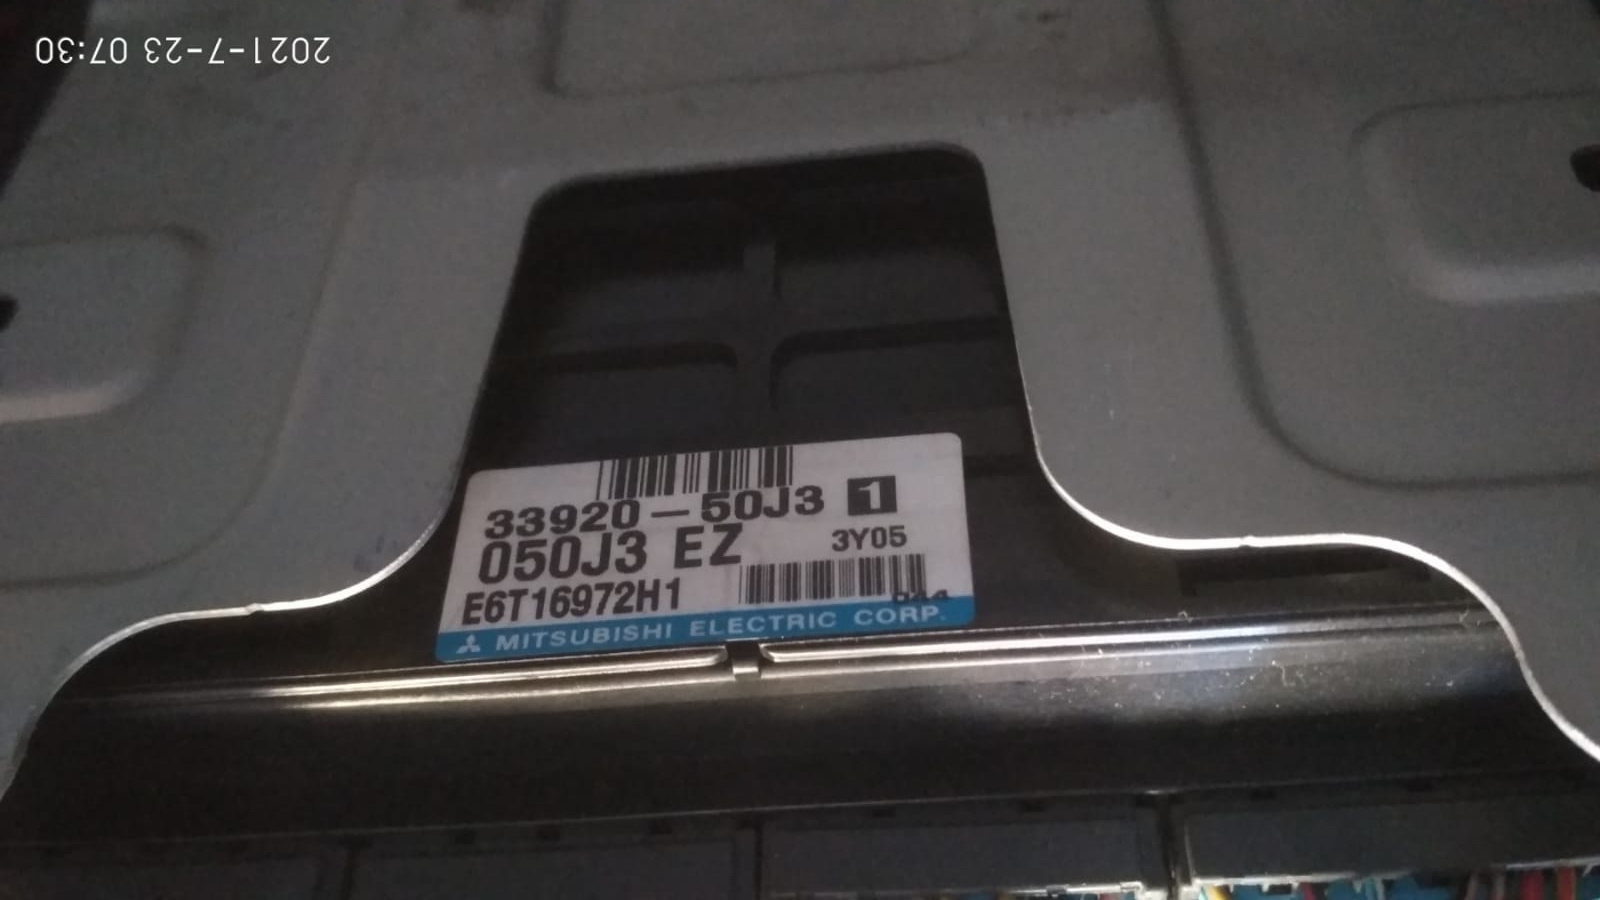 2021-7-23 07:30
33920-50J3 1
050J3 EZ 3Y05
E6T16972H1
MITSUBISHI ELECTRIC CORP.